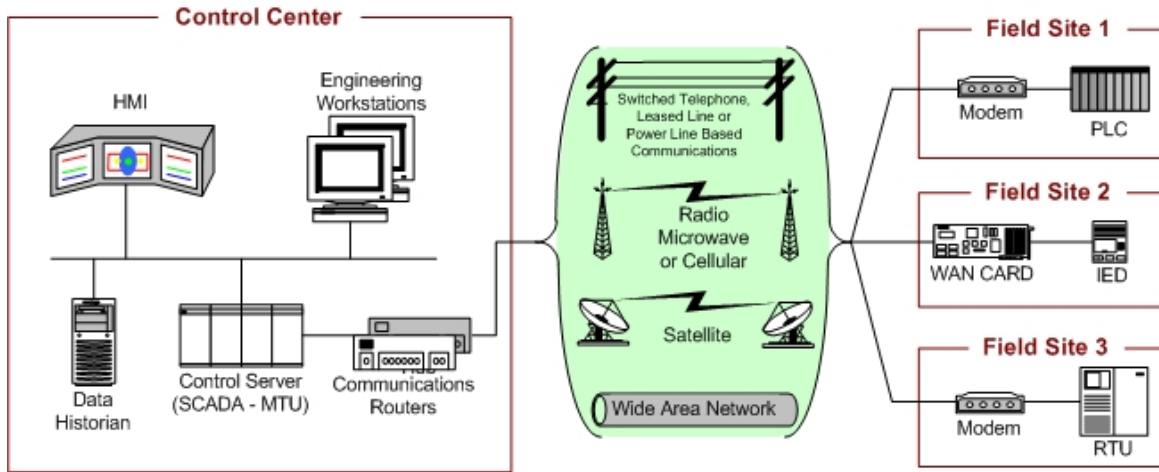 Control Center
HMI
Engineering
Workstations
Data
Historian
Control Server
(SCADA - MTU)
Communications
Routers
Switched Telephone,
Leased Line or
Power Line Based
Communications
Radio
Microwave
or Cellular
Satellite
Wide Area Network
Field Site 1
Modem
PLC
Field Site 2
WAN CARD
IED
Field Site 3
Modem
RTU